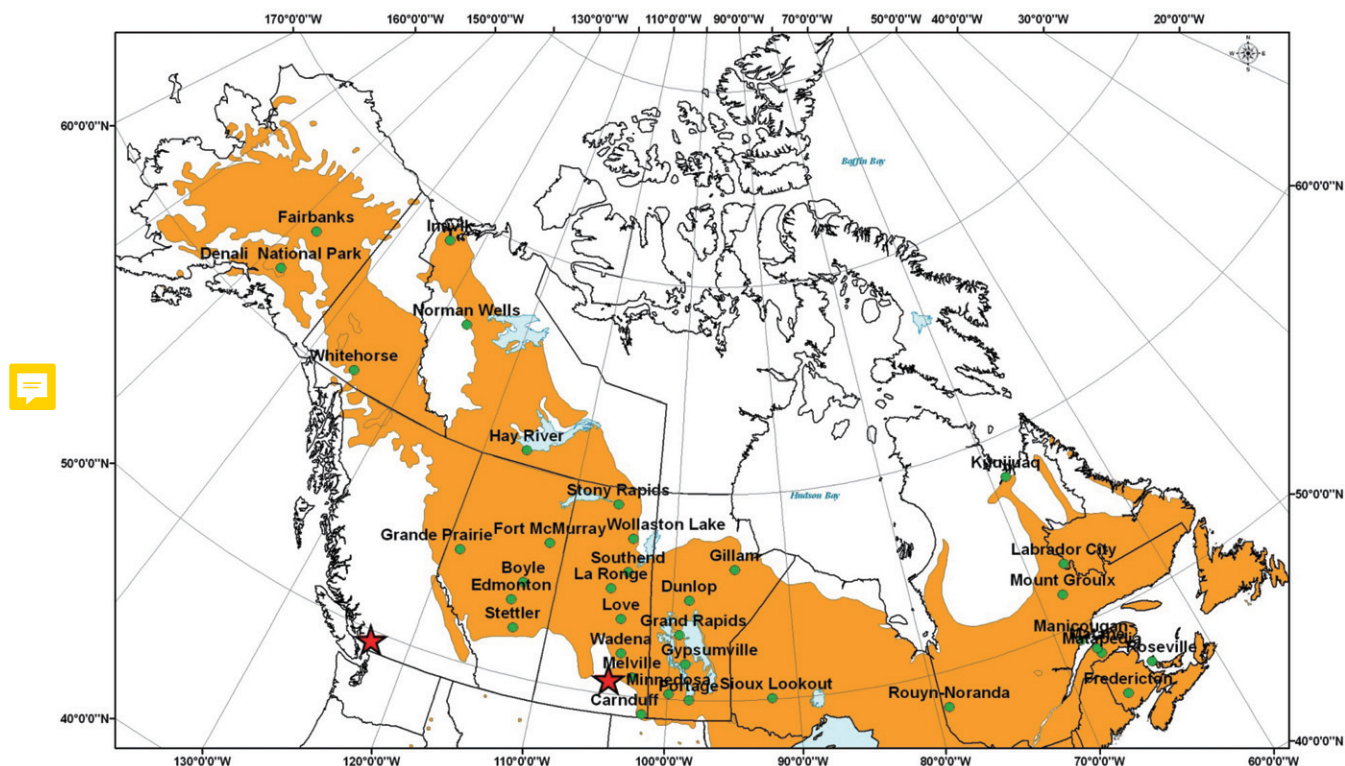 170°0'0"W 160°0'0"W 150°0'0"W 140°0'0"W 130°0'0"W 120°0'0"W 110°0'0"W 100°0'0"W 90°0'0"W 80°0'0"W 70°0'0"W 60°0'0"W 50°0'0"W 40°0'0"W 30°0'0"W 20°0'0"W
N
W E
S
60°0'0"N
Baffin Bay
60°0'0"N
Fairbanks
Inuvik
Denali National Park
Norman Wells
Whitehorse
Hay River
50°0'0"N
Kuujjuaq
Stony Rapids
Hudson Bay
50°0'0"N
Grande Prairie
Fort McMurray
Wollaston Lake
Southend
Gillam
Labrador City
Boyle
La Ronge
Mount Groulx
Edmonton
Dunlop
Stettler
Love
Grand Rapids
Manicougan
Wadena
Matapedia
Gypsumville
Roseville
Melville
Minnedosa
Fredericton
Portage
Sioux Lookout
Rouyn-Noranda
Carnduff
40°0'0"N
40°0'0"N
130°0'0"W 120°0'0"W 110°0'0"W 100°0'0"W 90°0'0"W 80°0'0"W 70°0'0"W 60°0'0"W